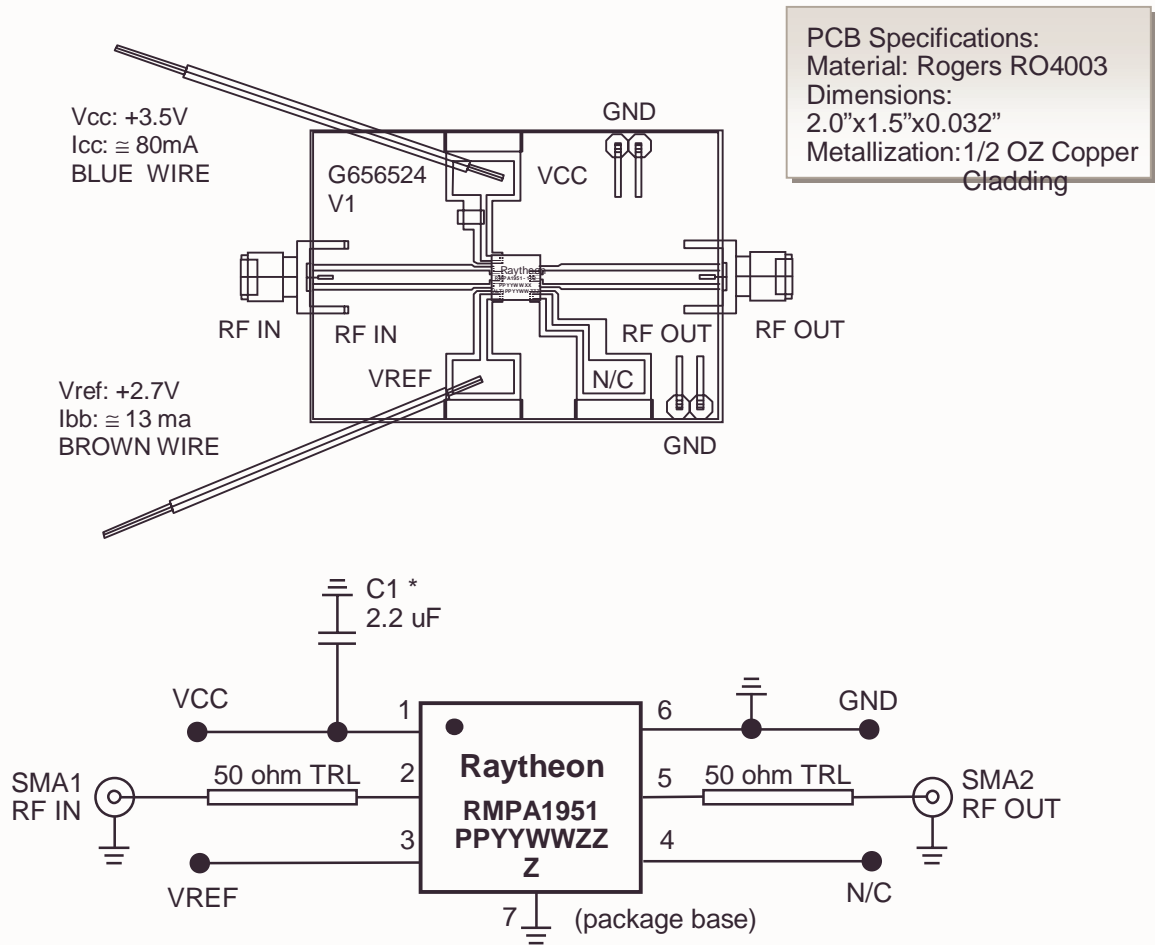 PCB Specifications:
Material: Rogers RO4003
Dimensions:
2.0”x1.5”x0.032”
Metallization:1/2 OZ Copper
Cladding
Vcc: +3.5V
Icc: ≅ 80mA
BLUE WIRE
GND
G656524
V1
VCC
Raytheon
RF IN
RF IN
RF OUT
RF OUT
VREF
N/C
Vref: +2.7V
Ibb: ≅ 13 ma
BROWN WIRE
GND
C1 *
2.2 uF
VCC
1
6
GND
SMA1
RF IN
50 ohm TRL
2
Raytheon
RMPA1951
PPYYWWZZ
Z
5
50 ohm TRL
SMA2
RF OUT
3
4
VREF
N/C
7
(package base)